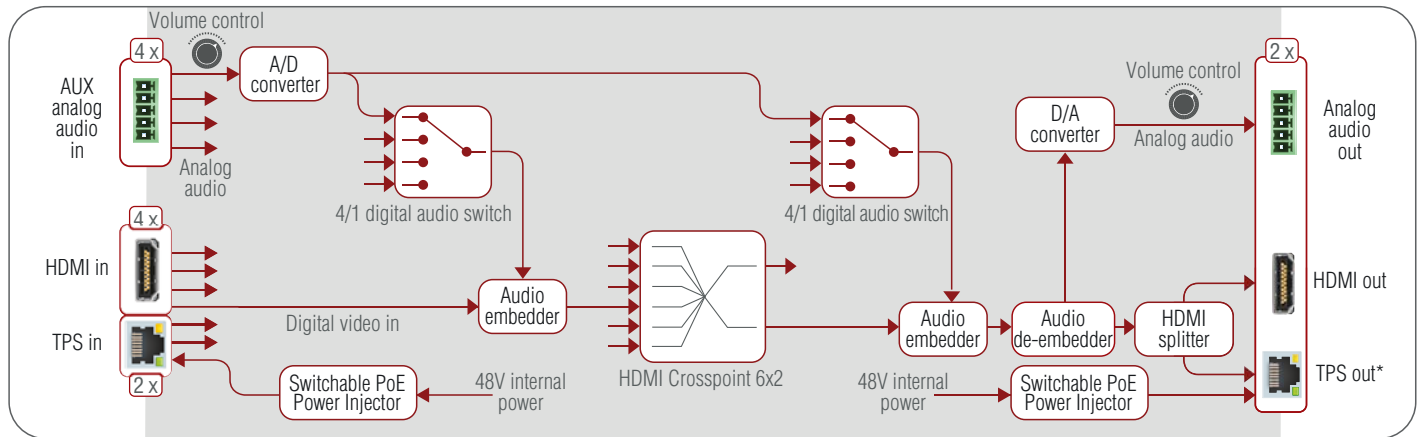 Volume control
4 x
AUX
analog
audio
in
A/D
converter
Analog
audio
4/1 digital audio switch
4/1 digital audio switch
Volume control
2 x
D/A
converter
Analog audio
Analog
audio
out
4 x
HDMI in
TPS in
2 x
Digital video in
Audio
embedder
HDMI Crosspoint 6x2
Audio
embedder
Audio
de-embedder
HDMI
splitter
HDMI out
TPS out*
Switchable PoE
Power Injector
48V internal
power
48V internal
power
Switchable PoE
Power Injector